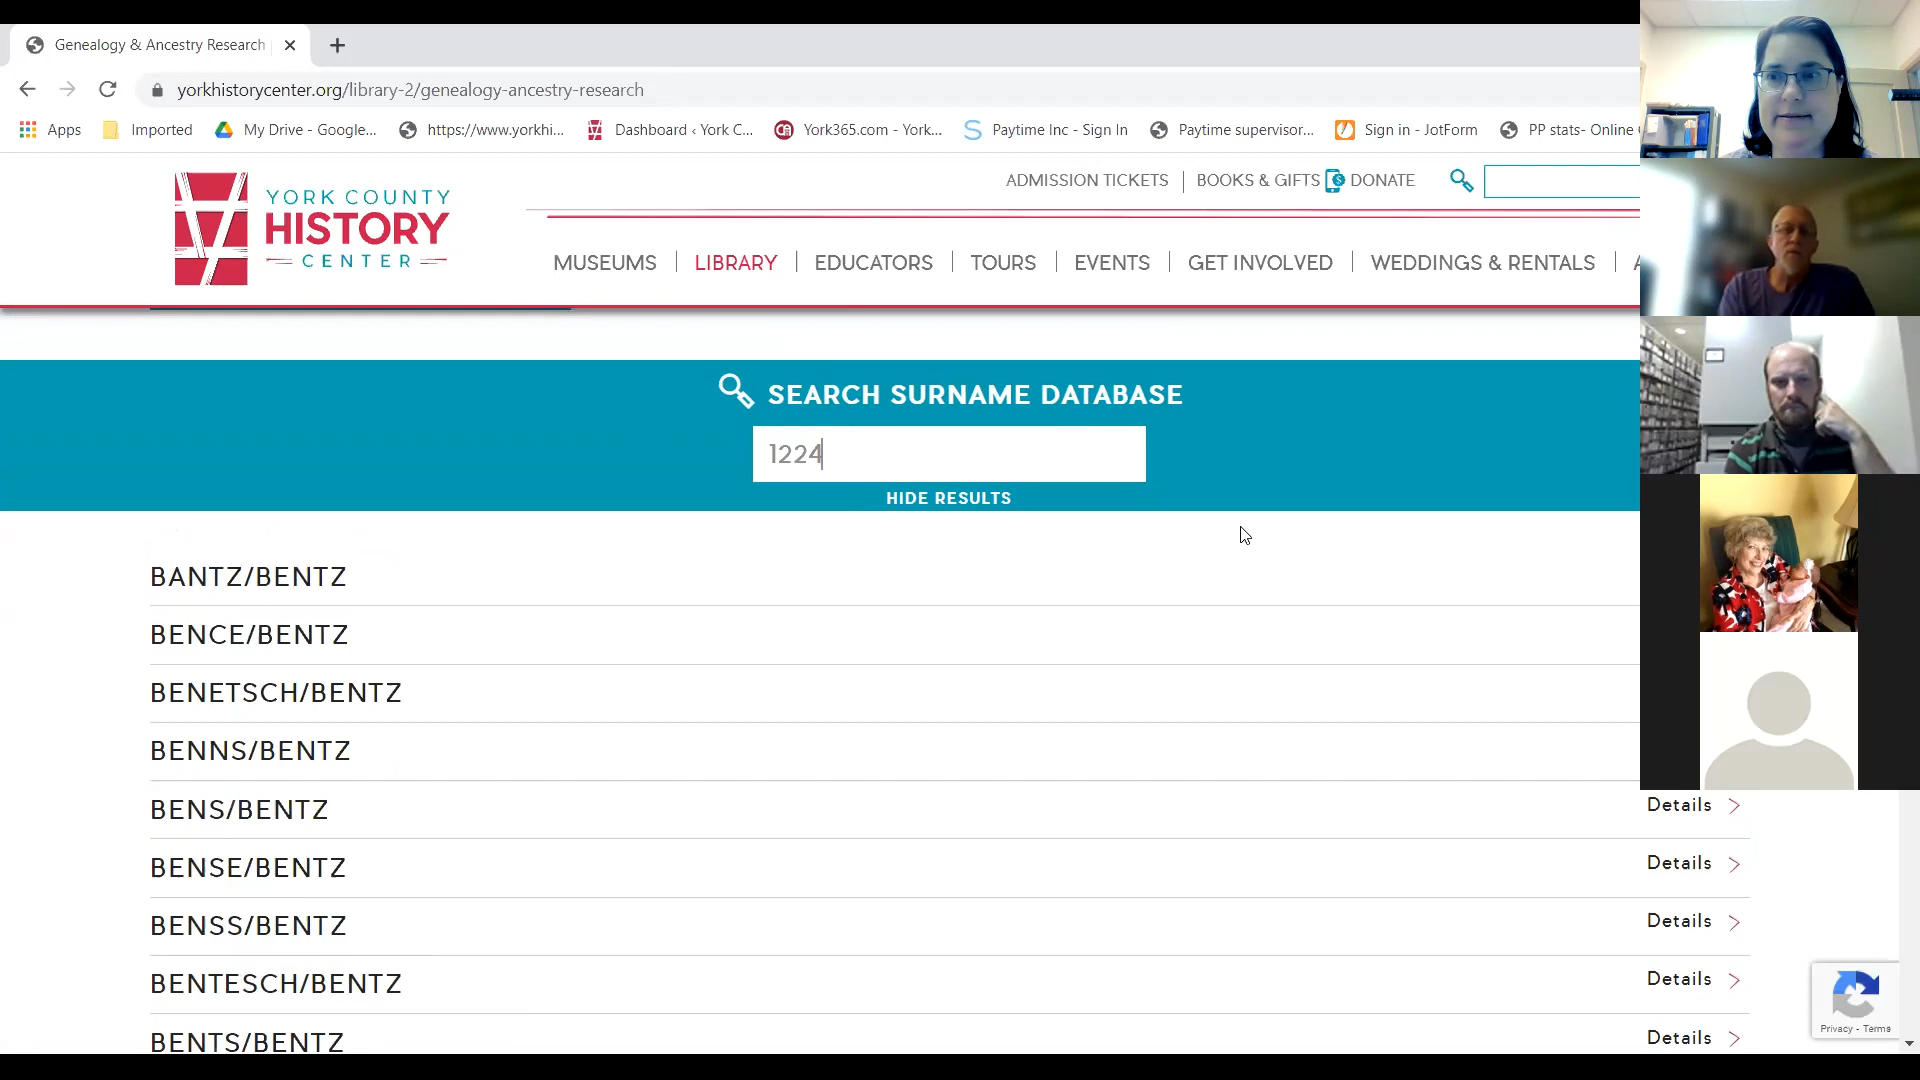 Genealogy & Ancestry Research
yorkhistorycenter.org/library-2/genealogy-ancestry-research
Apps Imported My Drive - Google... https://www.yorkhi... Dashboard ‹ York C... York365.com - York... Paytime Inc - Sign In Paytime supervisor... Sign in - JotForm PP stats- Online
ADMISSION TICKETS BOOKS & GIFTS DONATE
YORK COUNTY
HISTORY
CENTER
MUSEUMS LIBRARY EDUCATORS TOURS EVENTS GET INVOLVED WEDDINGS & RENTALS
SEARCH SURNAME DATABASE
1224
HIDE RESULTS
BANTZ/BENTZ
BENCE/BENTZ
BENETSCH/BENTZ
BENNS/BENTZ
BENS/BENTZ Details
BENSE/BENTZ Details
BENSS/BENTZ Details
BENTESCH/BENTZ Details
BENTS/BENTZ Details
Privacy - Terms